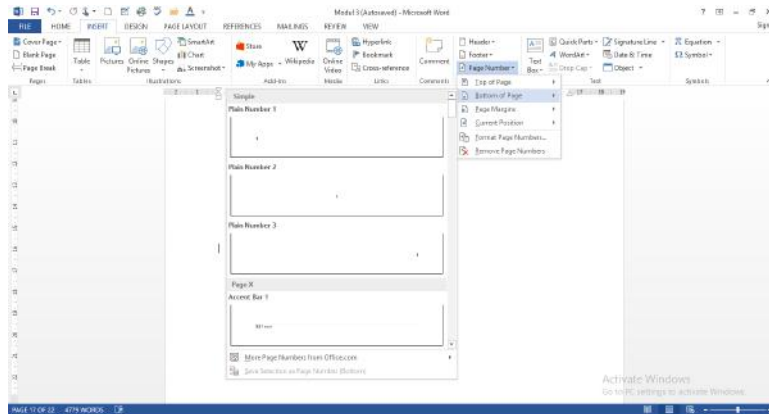 Modul 3 (Autosaved) - Microsoft Word
FILE HOME INSERT DESIGN PAGE LAYOUT REFERENCES MAILINGS REVIEW VIEW
Cover Page
Blank Page
Page Break
Pages
Table
Tables
Pictures
Online Pictures
Shapes
SmartArt
Chart
Screenshot
Illustrations
Store
My Apps
Wikipedia
Add-ins
Online Video
Media
Hyperlink
Bookmark
Cross-reference
Links
Comment
Comments
Header
Footer
Page Number
Text Box
Quick Parts
WordArt
Drop Cap
Signature Line
Date & Time
Object
Text
Equation
Symbol
Symbols
Top of Page
Bottom of Page
Page Margins
Current Position
Format Page Numbers...
Remove Page Numbers
Simple
Plain Number 1
Plain Number 2
Plain Number 3
Page X
Accent Bar 1
More Page Numbers from Office.com
Save Selection as Page Number (Bottom)
Activate Windows
Go to PC settings to activate Windows.
PAGE 17 OF 22 4779 WORDS